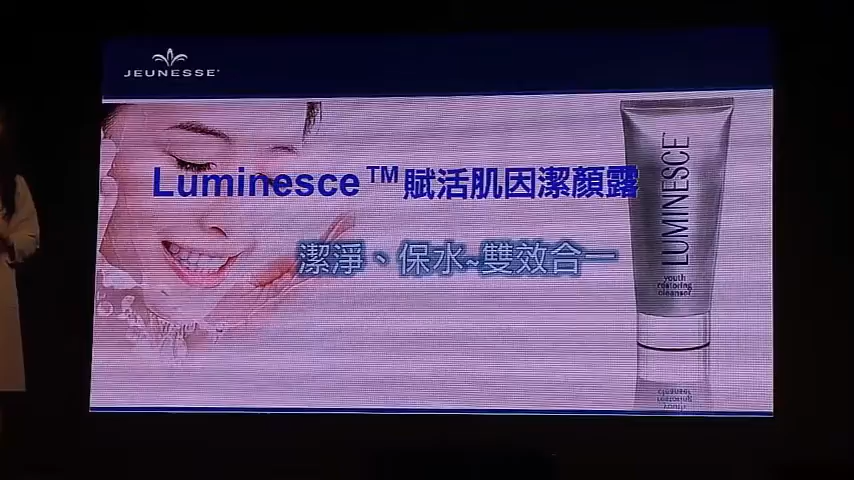 JEUNESSE
Luminesce™賦活肌因潔顏露
潔淨、保水~雙效合一
LUMINESCE
youth
restoring
cleanser